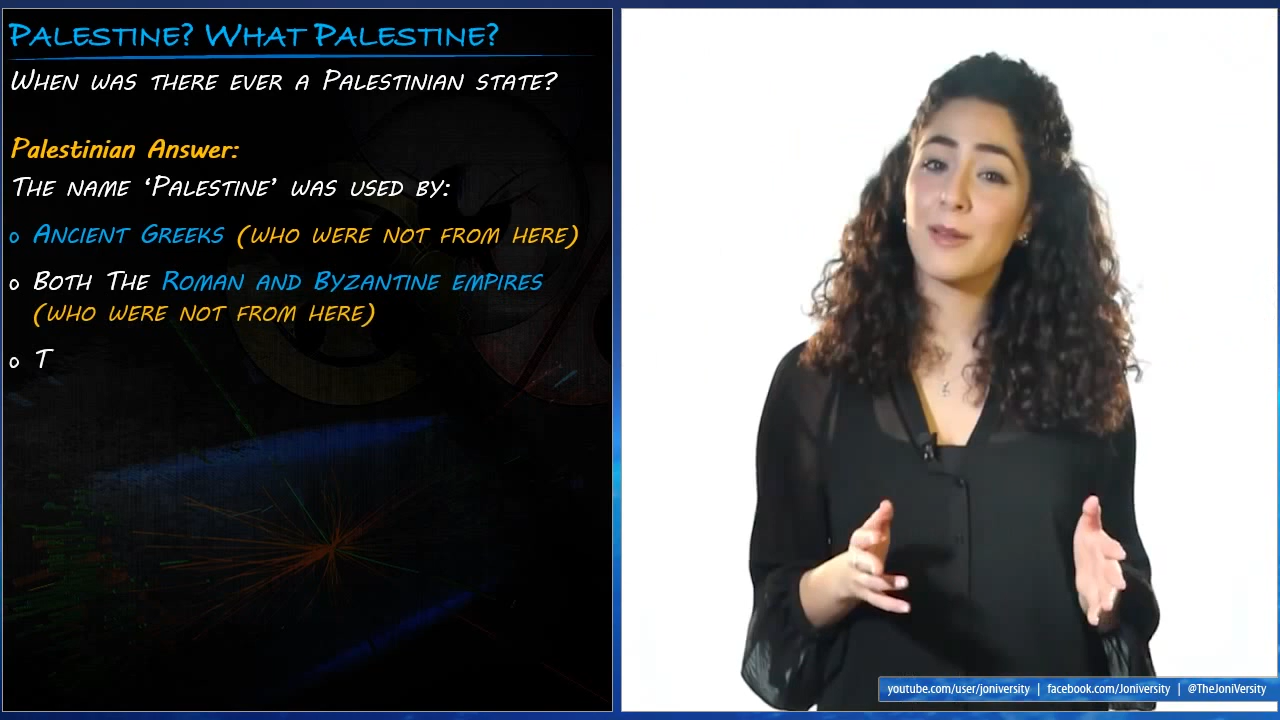 Palestine? What Palestine?
When was there ever a Palestinian state?
Palestinian Answer:
The name ‘Palestine’ was used by:
o Ancient Greeks (who were not from here)
o Both The Roman and Byzantine empires
(who were not from here)
o T
youtube.com/user/joniversity | facebook.com/Joniversity | @TheJoniVersity